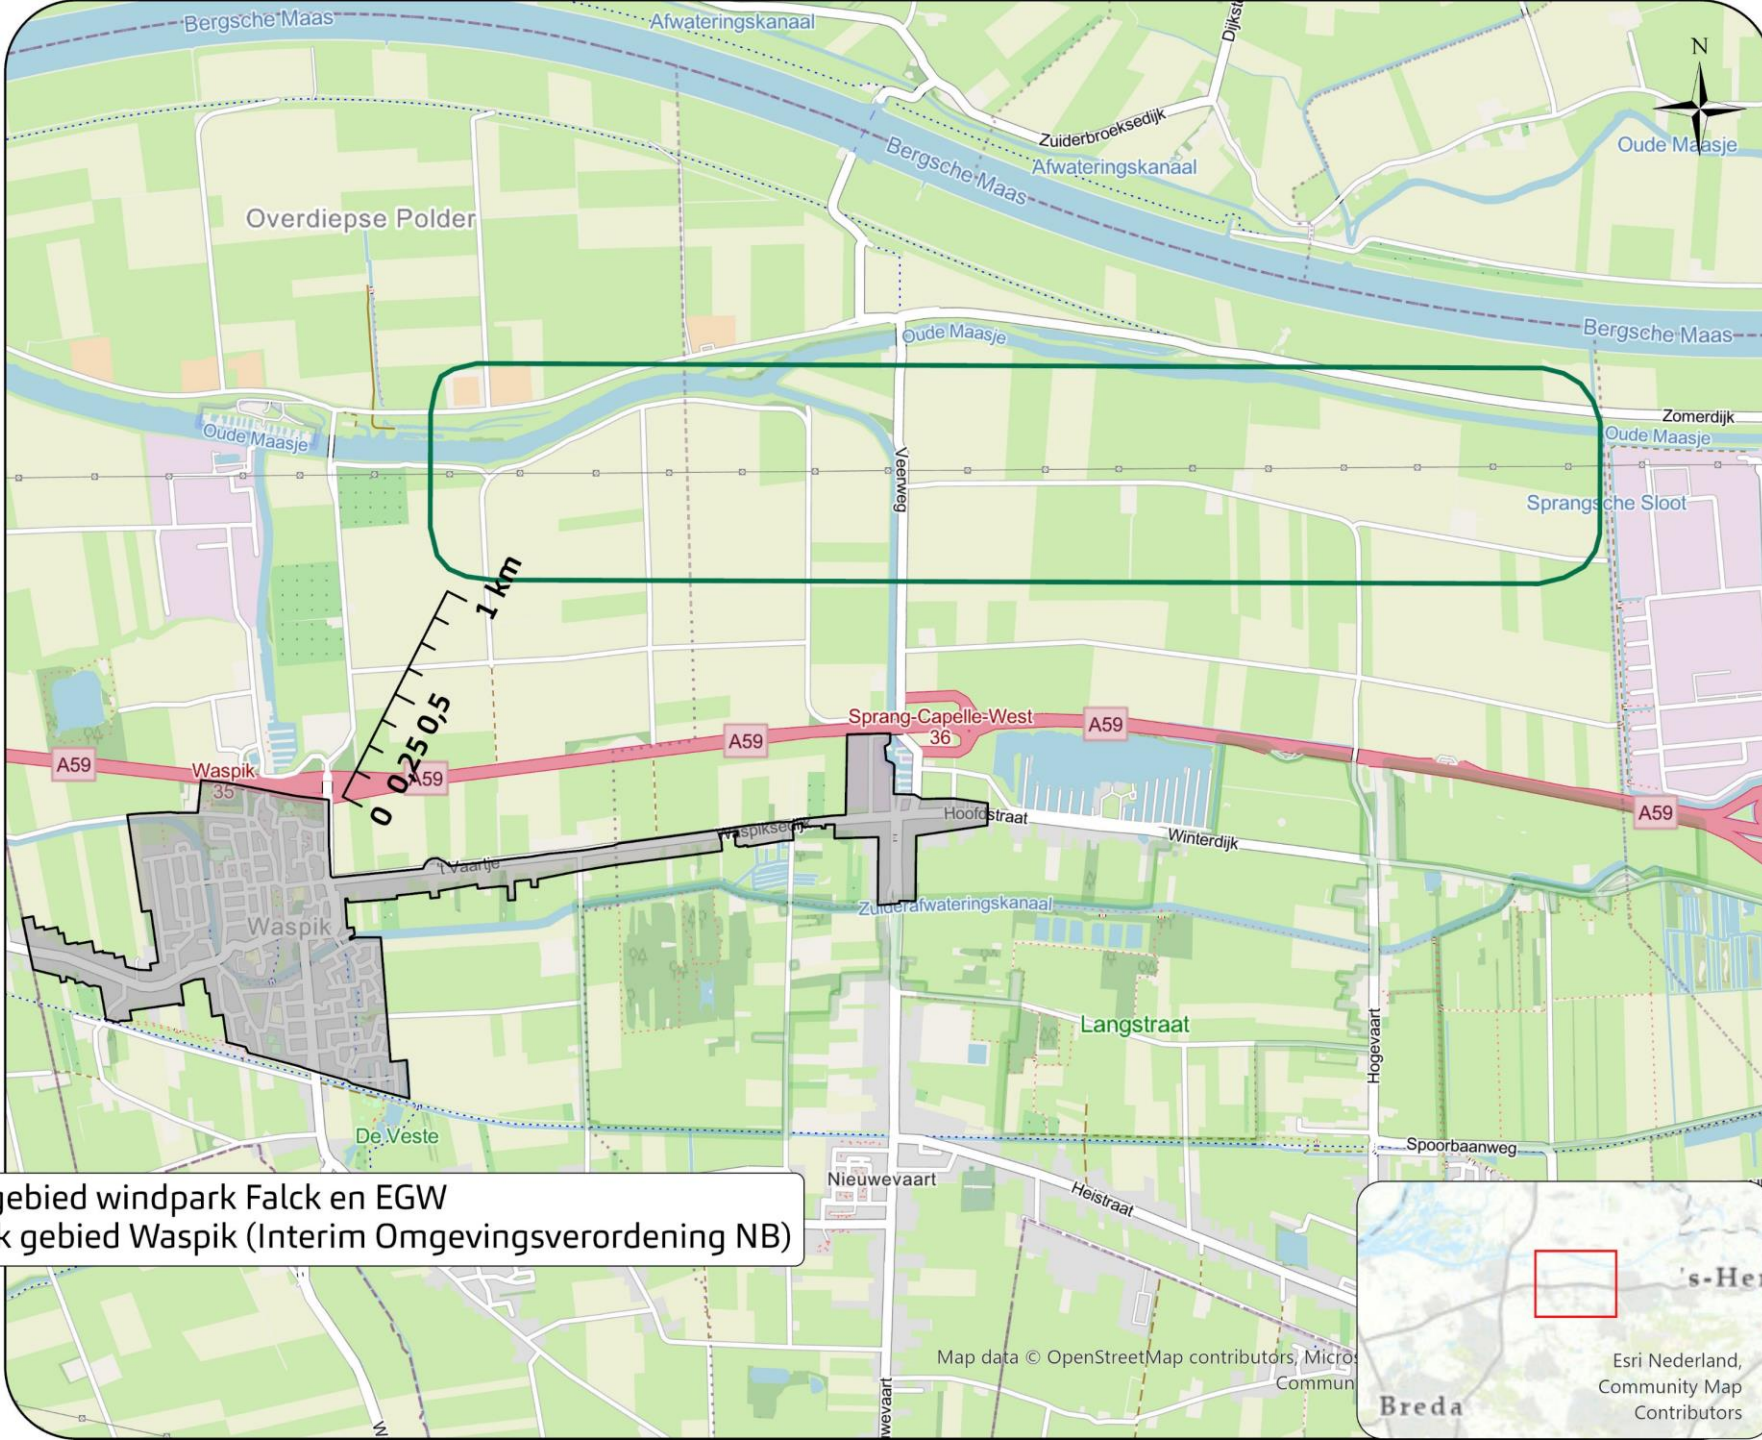 Bergsche Maas
Afwateringskanaal
N
Zuiderbroeksedijk
Bergsche Maas
Afwateringskanaal
Oude Maasje
Overdiepse Polder
Bergsche Maas
Oude Maasje
Zomerdijk
Oude Maasje
Oude Maasje
Veerweg
Sprangsche Sloot
1 km
0,5
0,25
0
Sprang-Capelle-West
36
A59
A59
A59
Waspik
35
A59
A59
Hoofdstraat
Waspiksedijk
Winterdijk
't Vaartje
Zuiderafwateringskanaal
Waspik
Langstraat
Hogevaart
De Veste
Spoorbaanweg
Nieuwevaart
Heistraat
gebied windpark Falck en EGW
k gebied Waspik (Interim Omgevingsverordening NB)
's-Her
Map data © OpenStreetMap contributors, Micros
Commun
Esri Nederland,
Community Map
Contributors
Breda
wevaart
W